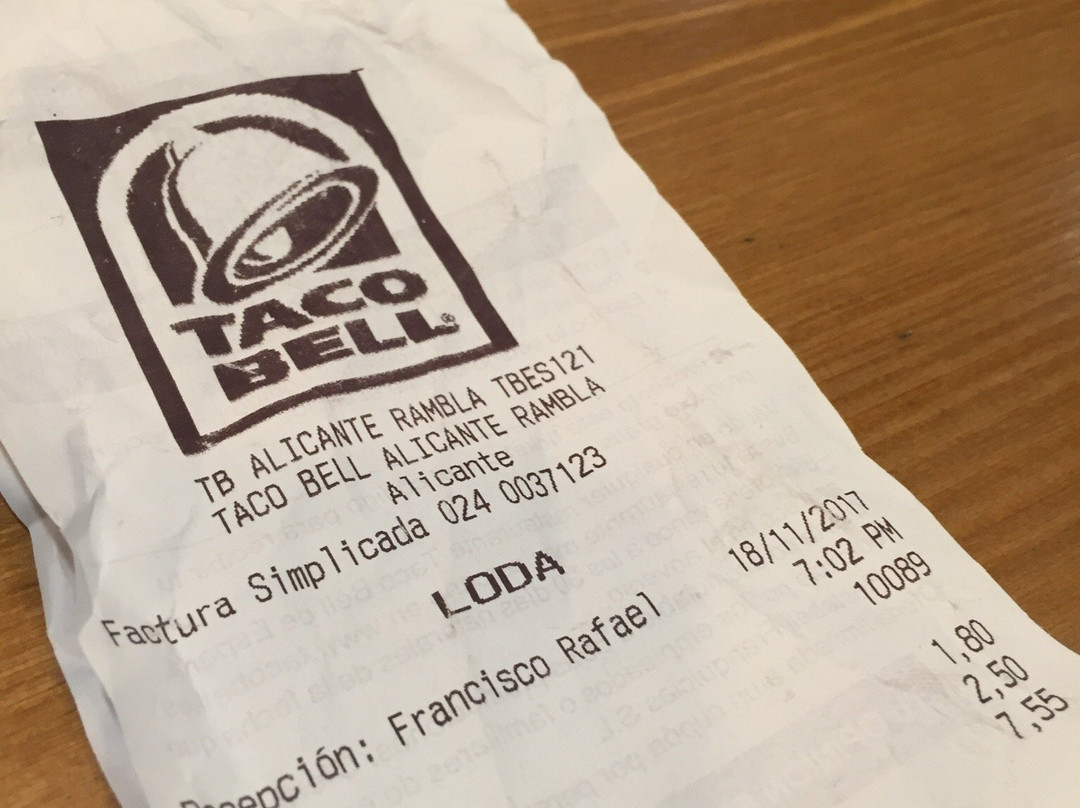 TACO
BELL®
TB ALICANTE RAMBLA TBES121
TACO BELL ALICANTE RAMBLA
Alicante
Factura Simplicada 024 0037123
LODA
18/11/2017
7:02 PM
Francisco Rafael
10089
1,80
2,50
7,55